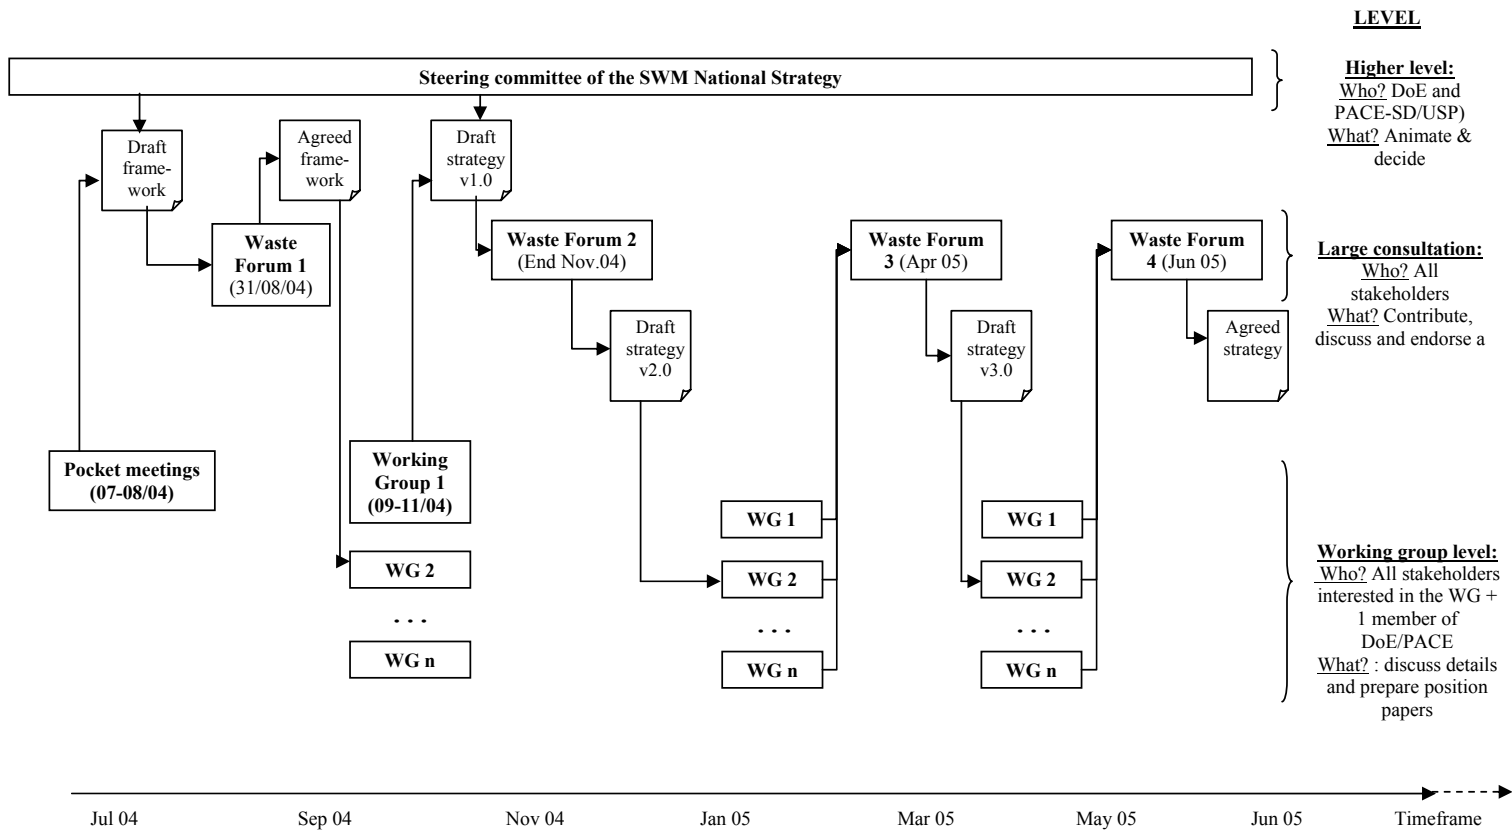 LEVEL
Steering committee of the SWM National Strategy
Higher level:
Who? DoE and
PACE-SD/USP)
What? Animate &
decide
Draft
frame-
work
Agreed
frame-
work
Draft
strategy
v1.0
Waste
Forum 1
(31/08/04)
Waste Forum 2
(End Nov.04)
Waste Forum
3 (Apr 05)
Waste Forum
4 (Jun 05)
Large consultation:
Who? All
stakeholders
What? Contribute,
discuss and endorse a
Draft
strategy
v2.0
Draft
strategy
v3.0
Agreed
strategy
Pocket meetings
(07-08/04)
Working
Group 1
(09-11/04)
WG 2
. . .
WG n
WG 1
WG 2
. . .
WG n
WG 1
WG 2
. . .
WG n
Working group level:
Who? All stakeholders
interested in the WG +
1 member of
DoE/PACE
What? : discuss details
and prepare position
papers
Jul 04
Sep 04
Nov 04
Jan 05
Mar 05
May 05
Jun 05
Timeframe